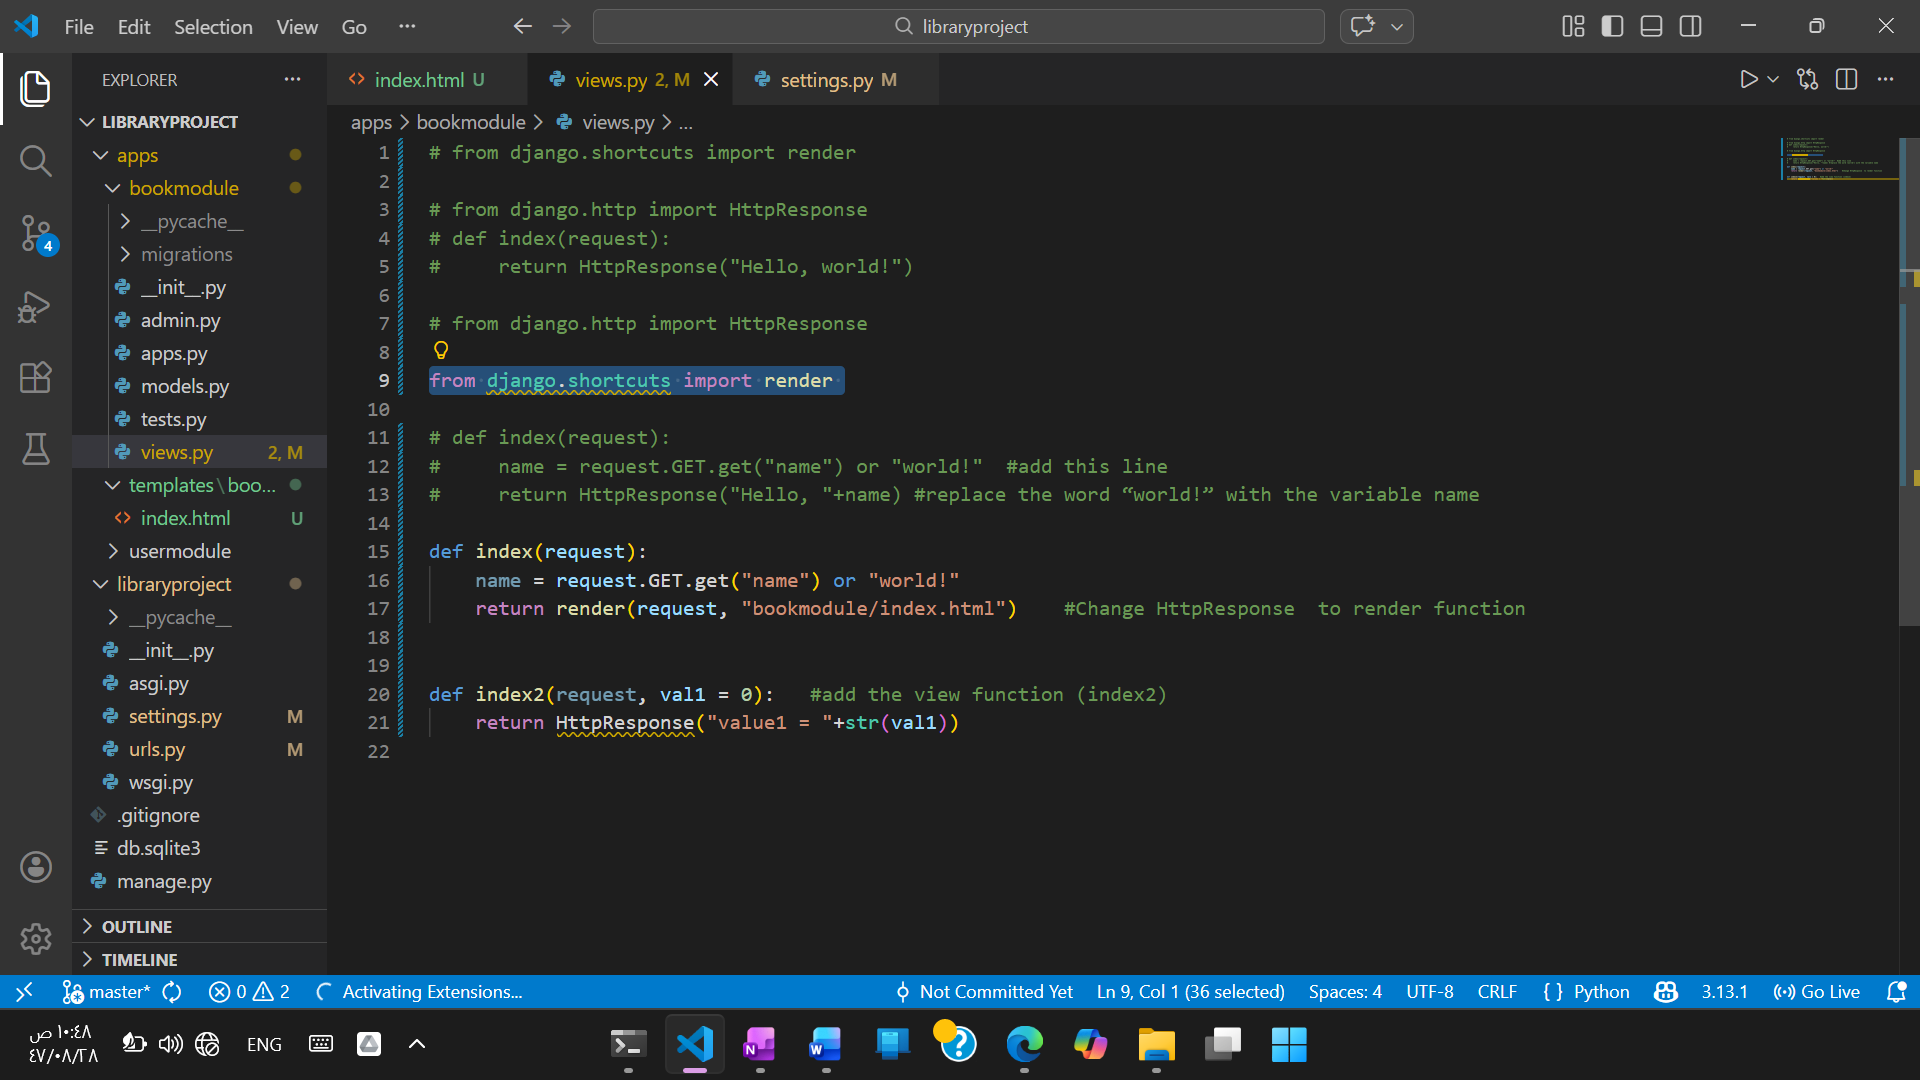 File Edit Selection View Go ···
libraryproject
EXPLORER ···
LIBRARYPROJECT
apps
bookmodule
__pycache__
migrations
__init__.py
admin.py
apps.py
models.py
tests.py
views.py 2, M
templates\boo...
index.html U
usermodule
libraryproject
__pycache__
__init__.py
asgi.py
settings.py M
urls.py M
wsgi.py
.gitignore
db.sqlite3
manage.py
OUTLINE
TIMELINE
4
index.html U
views.py 2, M
settings.py M
apps > bookmodule > views.py > ...
1 # from django.shortcuts import render
2
3 # from django.http import HttpResponse
4 # def index(request):
5 #     return HttpResponse("Hello, world!")
6
7 # from django.http import HttpResponse
8
9 from django.shortcuts import render
10
11 # def index(request):
12 #     name = request.GET.get("name") or "world!"  #add this line
13 #     return HttpResponse("Hello, "+name) #replace the word “world!” with the variable name
14
15 def index(request):
16     name = request.GET.get("name") or "world!"
17     return render(request, "bookmodule/index.html")    #Change HttpResponse  to render function
18
19
20 def index2(request, val1 = 0):   #add the view function (index2)
21     return HttpResponse("value1 = "+str(val1))
22
master* 0 2 Activating Extensions... Not Committed Yet Ln 9, Col 1 (36 selected) Spaces: 4 UTF-8 CRLF { } Python 3.13.1 Go Live
١٠:٤٨ ص
٤٧/٠٨/٢٨
ENG